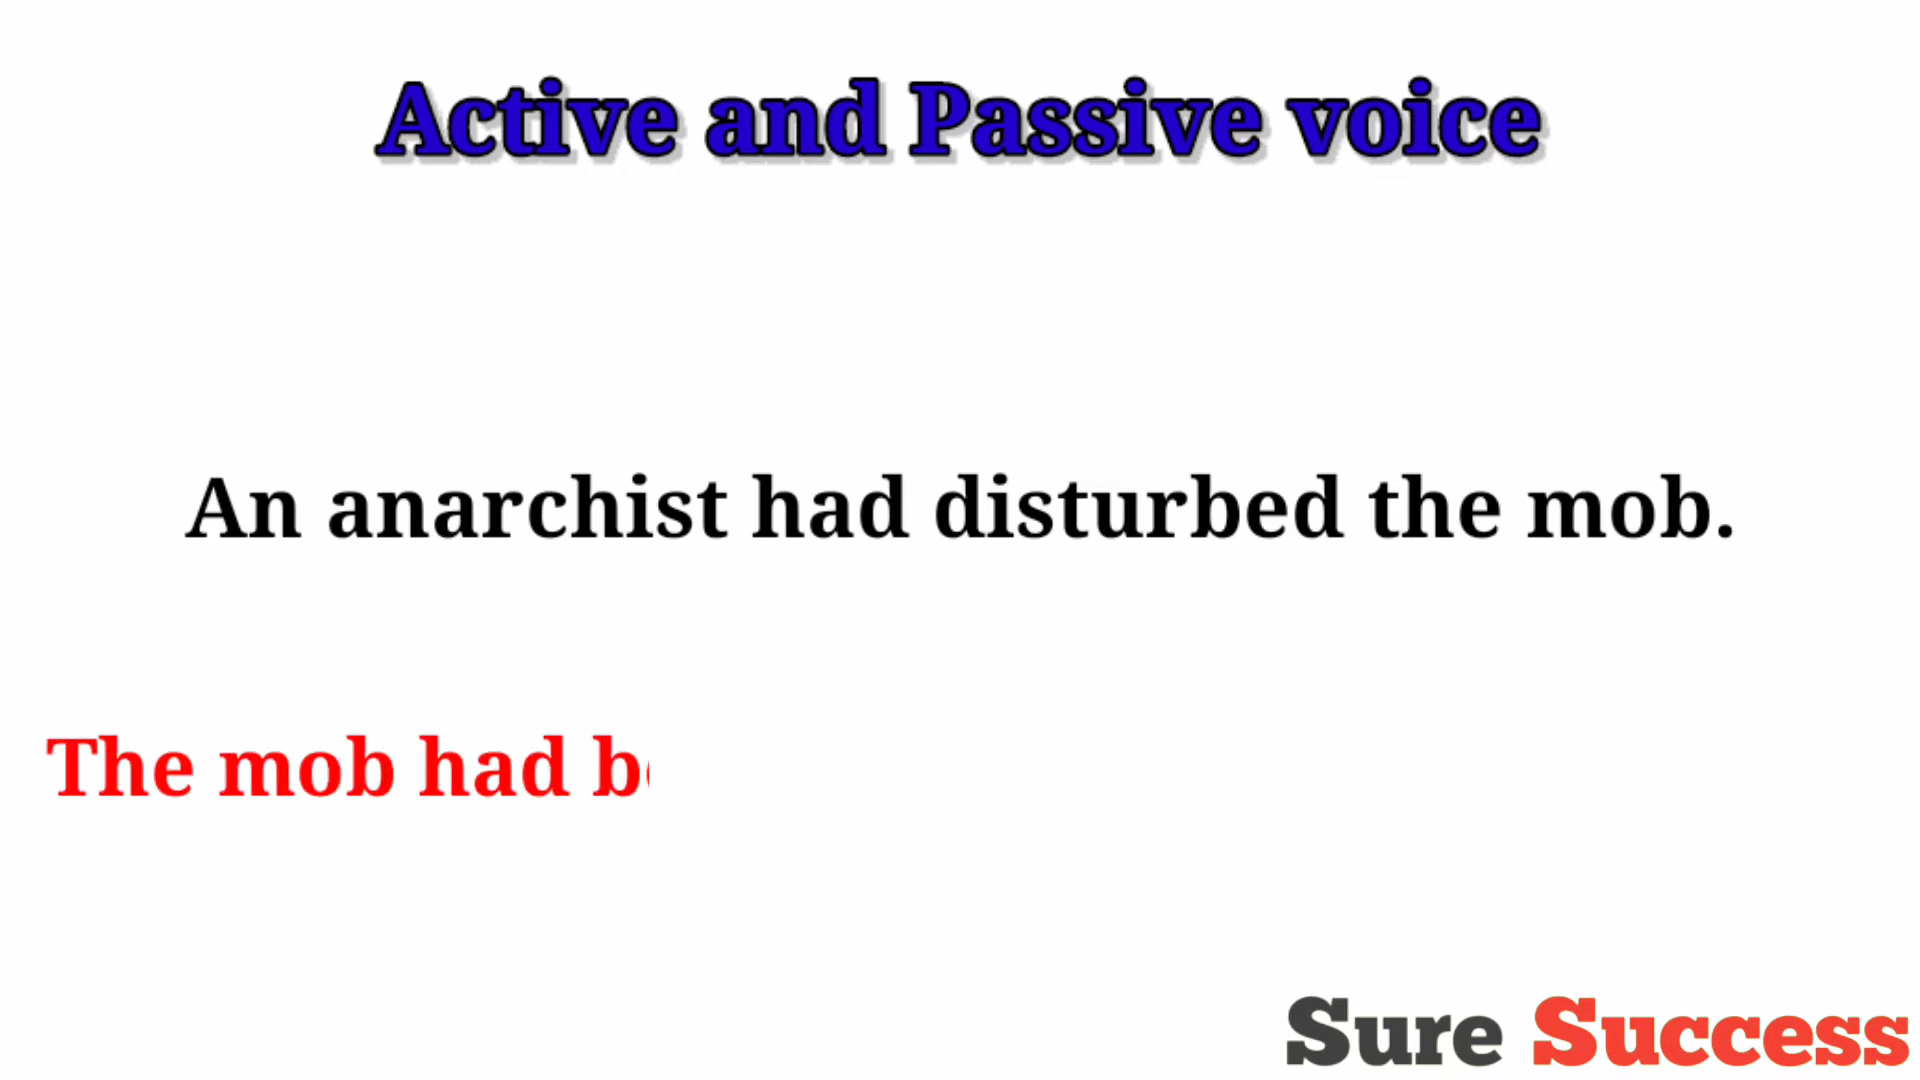 Active and Passive voice
An anarchist had disturbed the mob.
The mob had
Sure Success